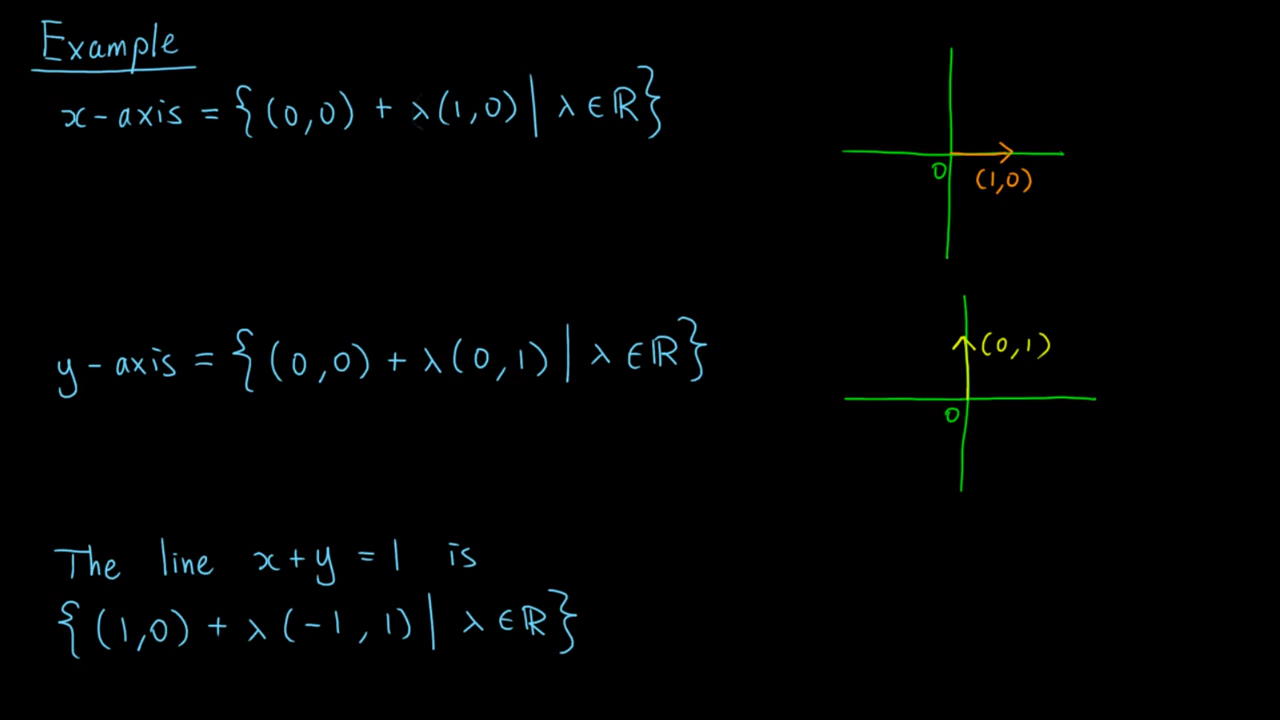 Example
x-axis = {(0,0) + λ(1,0) | λ ∈ ℝ}
0
(1,0)
y-axis = {(0,0) + λ(0,1) | λ ∈ ℝ}
(0,1)
0
The line x+y = 1 is
{(1,0) + λ(-1, 1) | λ ∈ ℝ}